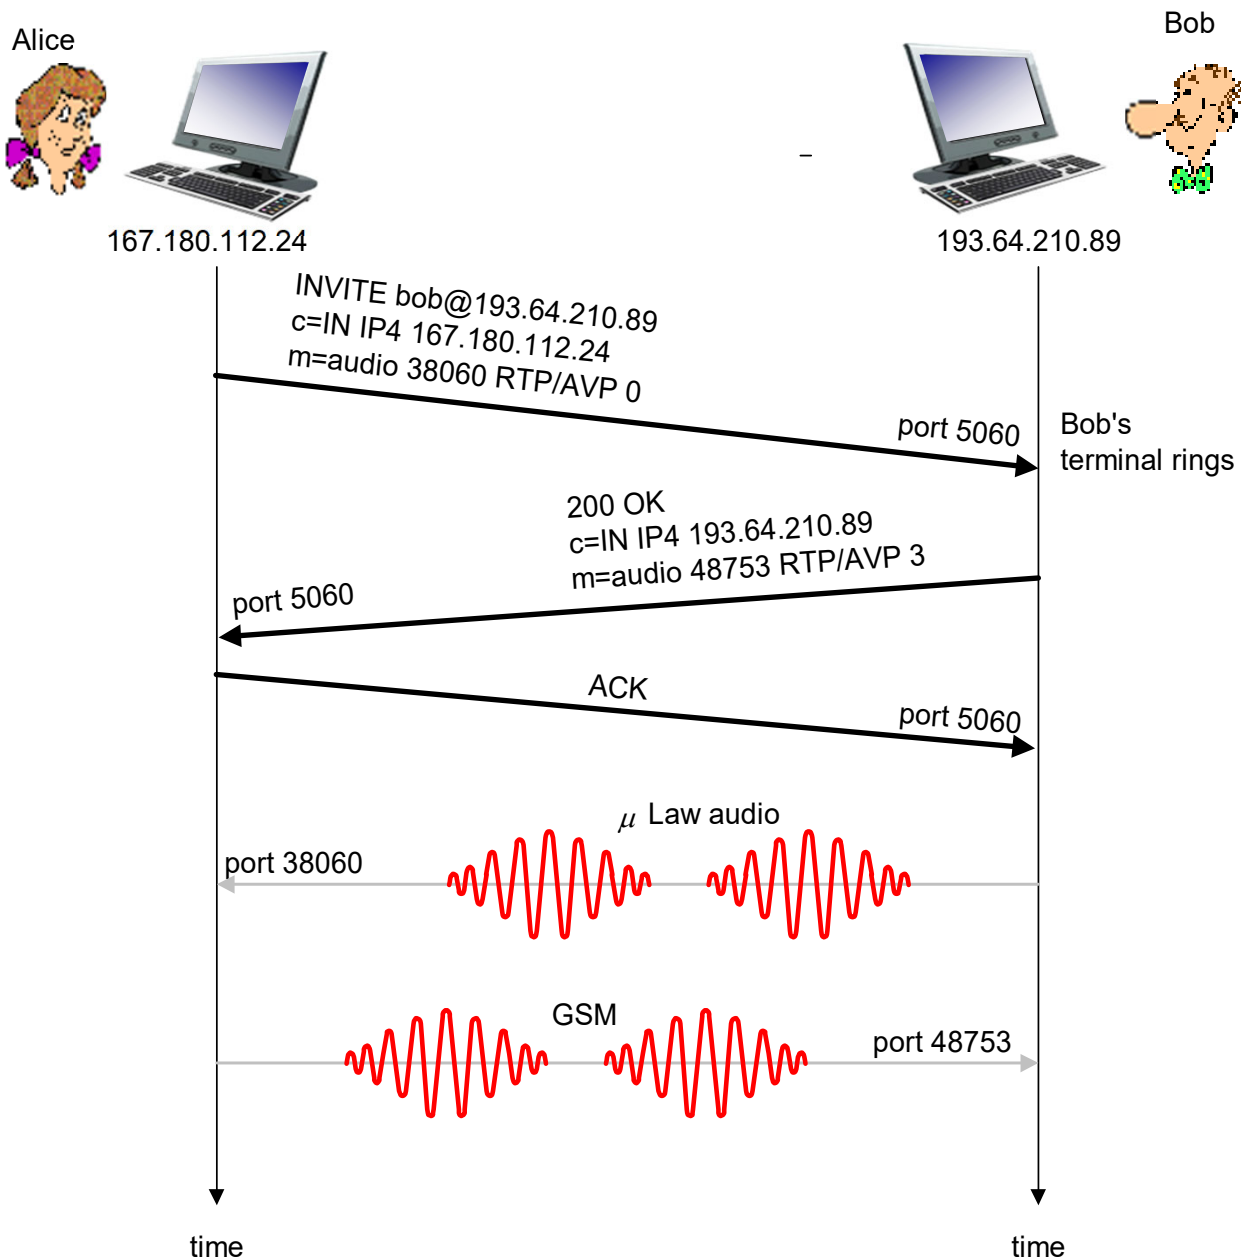 Alice
Bob
167.180.112.24
193.64.210.89
INVITE bob@193.64.210.89
c=IN IP4 167.180.112.24
m=audio 38060 RTP/AVP 0
port 5060
Bob's
terminal rings
200 OK
c=IN IP4 193.64.210.89
m=audio 48753 RTP/AVP 3
port 5060
ACK
port 5060
μ Law audio
port 38060
GSM
port 48753
time
time